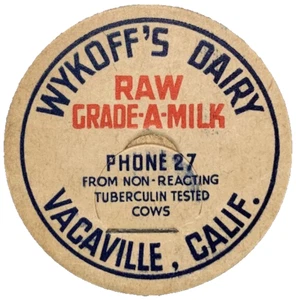 WYKOFF'S DAIRY
RAW
GRADE-A-MILK
PHONE 27
FROM NON-REACTING
TUBERCULIN TESTED
COWS
VACAVILLE, CALIF.